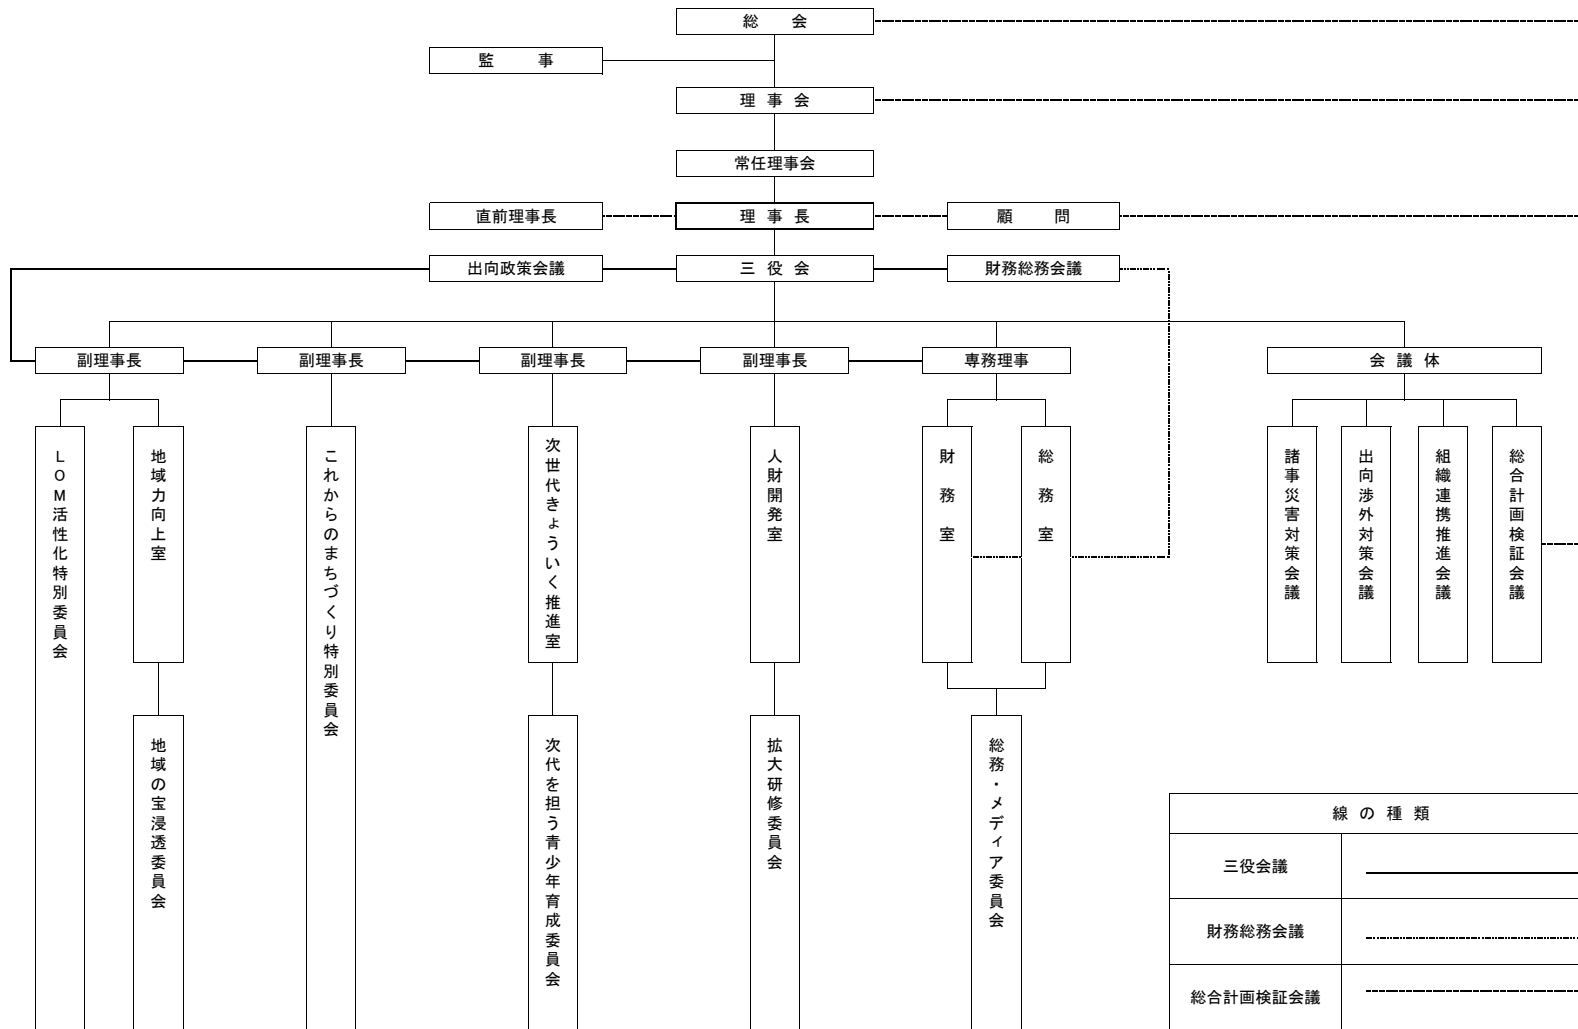 総　会
監　事
理 事 会
常任理事会
直前理事長
理 事 長
顧　問
出向政策会議
三 役 会
財務総務会議
副理事長
副理事長
副理事長
副理事長
専務理事
会 議 体
LOM活性化特別委員会
地域力向上室
これからのまちづくり特別委員会
次世代きょういく推進室
人財開発室
財 務 室
総 務 室
諸事災害対策会議
出向渉外対策会議
組織連携推進会議
総合計画検証会議
地域の宝浸透委員会
次代を担う青少年育成委員会
拡大研修委員会
総務・メディア委員会
線 の 種 類
三役会議
財務総務会議
総合計画検証会議